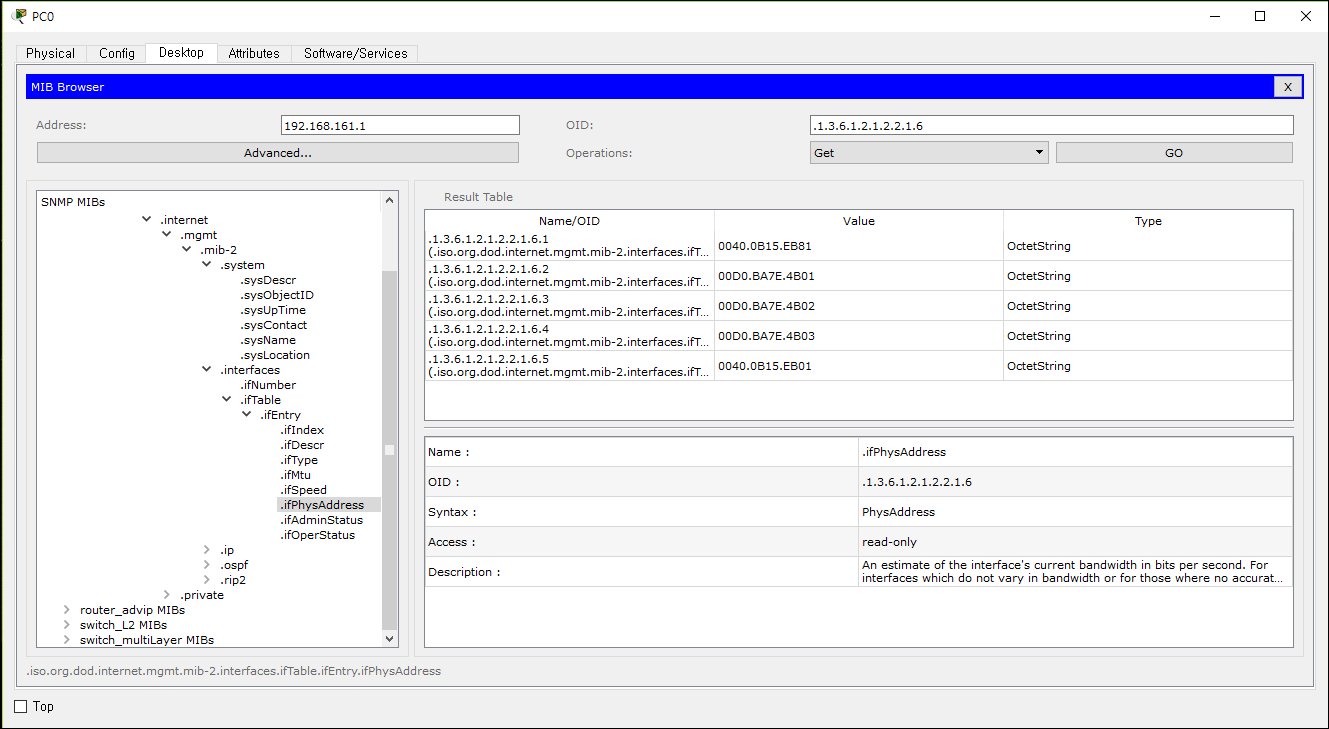 PC0
Physical Config Desktop Attributes Software/Services
MIB Browser X
Address: 192.168.161.1 OID: .1.3.6.1.2.1.2.2.1.6
Advanced... Operations: Get GO
SNMP MIBs
.internet
.mgmt
.mib-2
.system
.sysDescr
.sysObjectID
.sysUpTime
.sysContact
.sysName
.sysLocation
.interfaces
.ifNumber
.ifTable
.ifEntry
.ifIndex
.ifDescr
.ifType
.ifMtu
.ifSpeed
.ifPhysAddress
.ifAdminStatus
.ifOperStatus
.ip
.ospf
.rip2
.private
router_advip MIBs
switch_L2 MIBs
switch_multiLayer MIBs
Result Table
Name/OID Value Type
.1.3.6.1.2.1.2.2.1.6.1
(.iso.org.dod.internet.mgmt.mib-2.interfaces.ifT... 0040.0B15.EB81 OctetString
.1.3.6.1.2.1.2.2.1.6.2
(.iso.org.dod.internet.mgmt.mib-2.interfaces.ifT... 00D0.BA7E.4B01 OctetString
.1.3.6.1.2.1.2.2.1.6.3
(.iso.org.dod.internet.mgmt.mib-2.interfaces.ifT... 00D0.BA7E.4B02 OctetString
.1.3.6.1.2.1.2.2.1.6.4
(.iso.org.dod.internet.mgmt.mib-2.interfaces.ifT... 00D0.BA7E.4B03 OctetString
.1.3.6.1.2.1.2.2.1.6.5
(.iso.org.dod.internet.mgmt.mib-2.interfaces.ifT... 0040.0B15.EB01 OctetString
Name : .ifPhysAddress
OID : .1.3.6.1.2.1.2.2.1.6
Syntax : PhysAddress
Access : read-only
Description : An estimate of the interface's current bandwidth in bits per second. For
interfaces which do not vary in bandwidth or for those where no accurat...
.iso.org.dod.internet.mgmt.mib-2.interfaces.ifTable.ifEntry.ifPhysAddress
Top